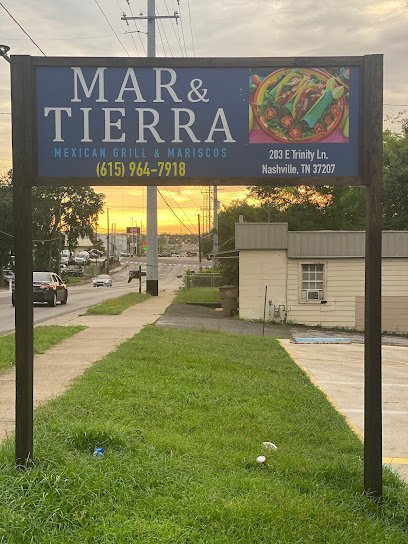 MAR &
TIERRA
MEXICAN GRILL & MARISCOS
(615) 964-7918
203 E Trinity Ln.
Nashville, TN 37207